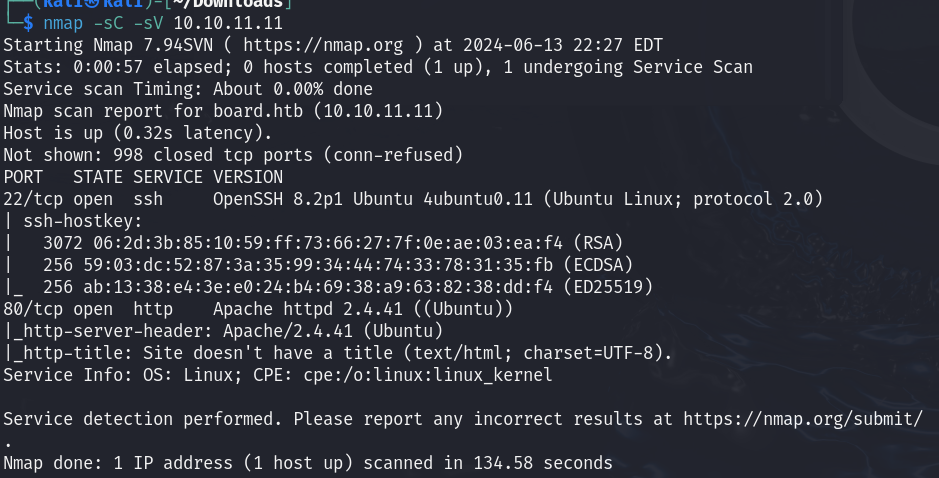 ┌──(kali㉿kali)-[~/Downloads]
└─$ nmap -sC -sV 10.10.11.11
Starting Nmap 7.94SVN ( https://nmap.org ) at 2024-06-13 22:27 EDT
Stats: 0:00:57 elapsed; 0 hosts completed (1 up), 1 undergoing Service Scan
Service scan Timing: About 0.00% done
Nmap scan report for board.htb (10.10.11.11)
Host is up (0.32s latency).
Not shown: 998 closed tcp ports (conn-refused)
PORT   STATE SERVICE VERSION
22/tcp open  ssh     OpenSSH 8.2p1 Ubuntu 4ubuntu0.11 (Ubuntu Linux; protocol 2.0)
| ssh-hostkey:
|   3072 06:2d:3b:85:10:59:ff:73:66:27:7f:0e:ae:03:ea:f4 (RSA)
|   256 59:03:dc:52:87:3a:35:99:34:44:74:33:78:31:35:fb (ECDSA)
|_  256 ab:13:38:e4:3e:e0:24:b4:69:38:a9:63:82:38:dd:f4 (ED25519)
80/tcp open  http    Apache httpd 2.4.41 ((Ubuntu))
|_http-server-header: Apache/2.4.41 (Ubuntu)
|_http-title: Site doesn't have a title (text/html; charset=UTF-8).
Service Info: OS: Linux; CPE: cpe:/o:linux:linux_kernel
Service detection performed. Please report any incorrect results at https://nmap.org/submit/
.
Nmap done: 1 IP address (1 host up) scanned in 134.58 seconds